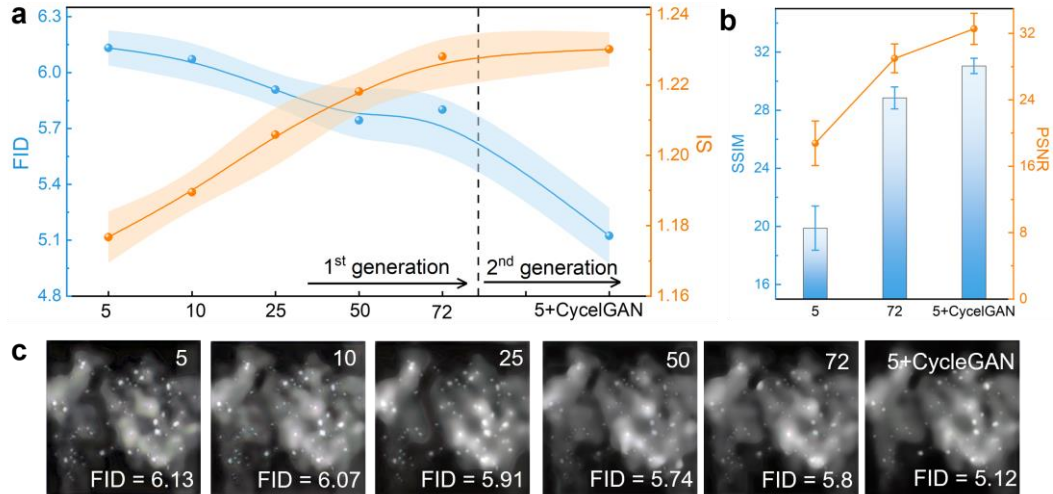 a
6.3
6.0
5.7
5.4
5.1
4.8
FID
1.24
1.22
1.20
1.18
1.16
IS
1st generation
2nd generation
5 10 25 50 72 5+CycelGAN
b
36
32
28
24
20
16
SSIM
32
24
16
8
0
PSNR
5 72 5+CycelGAN
c
5 10 25 50 72 5+CycleGAN
FID = 6.13 FID = 6.07 FID = 5.91 FID = 5.74 FID = 5.8 FID = 5.12